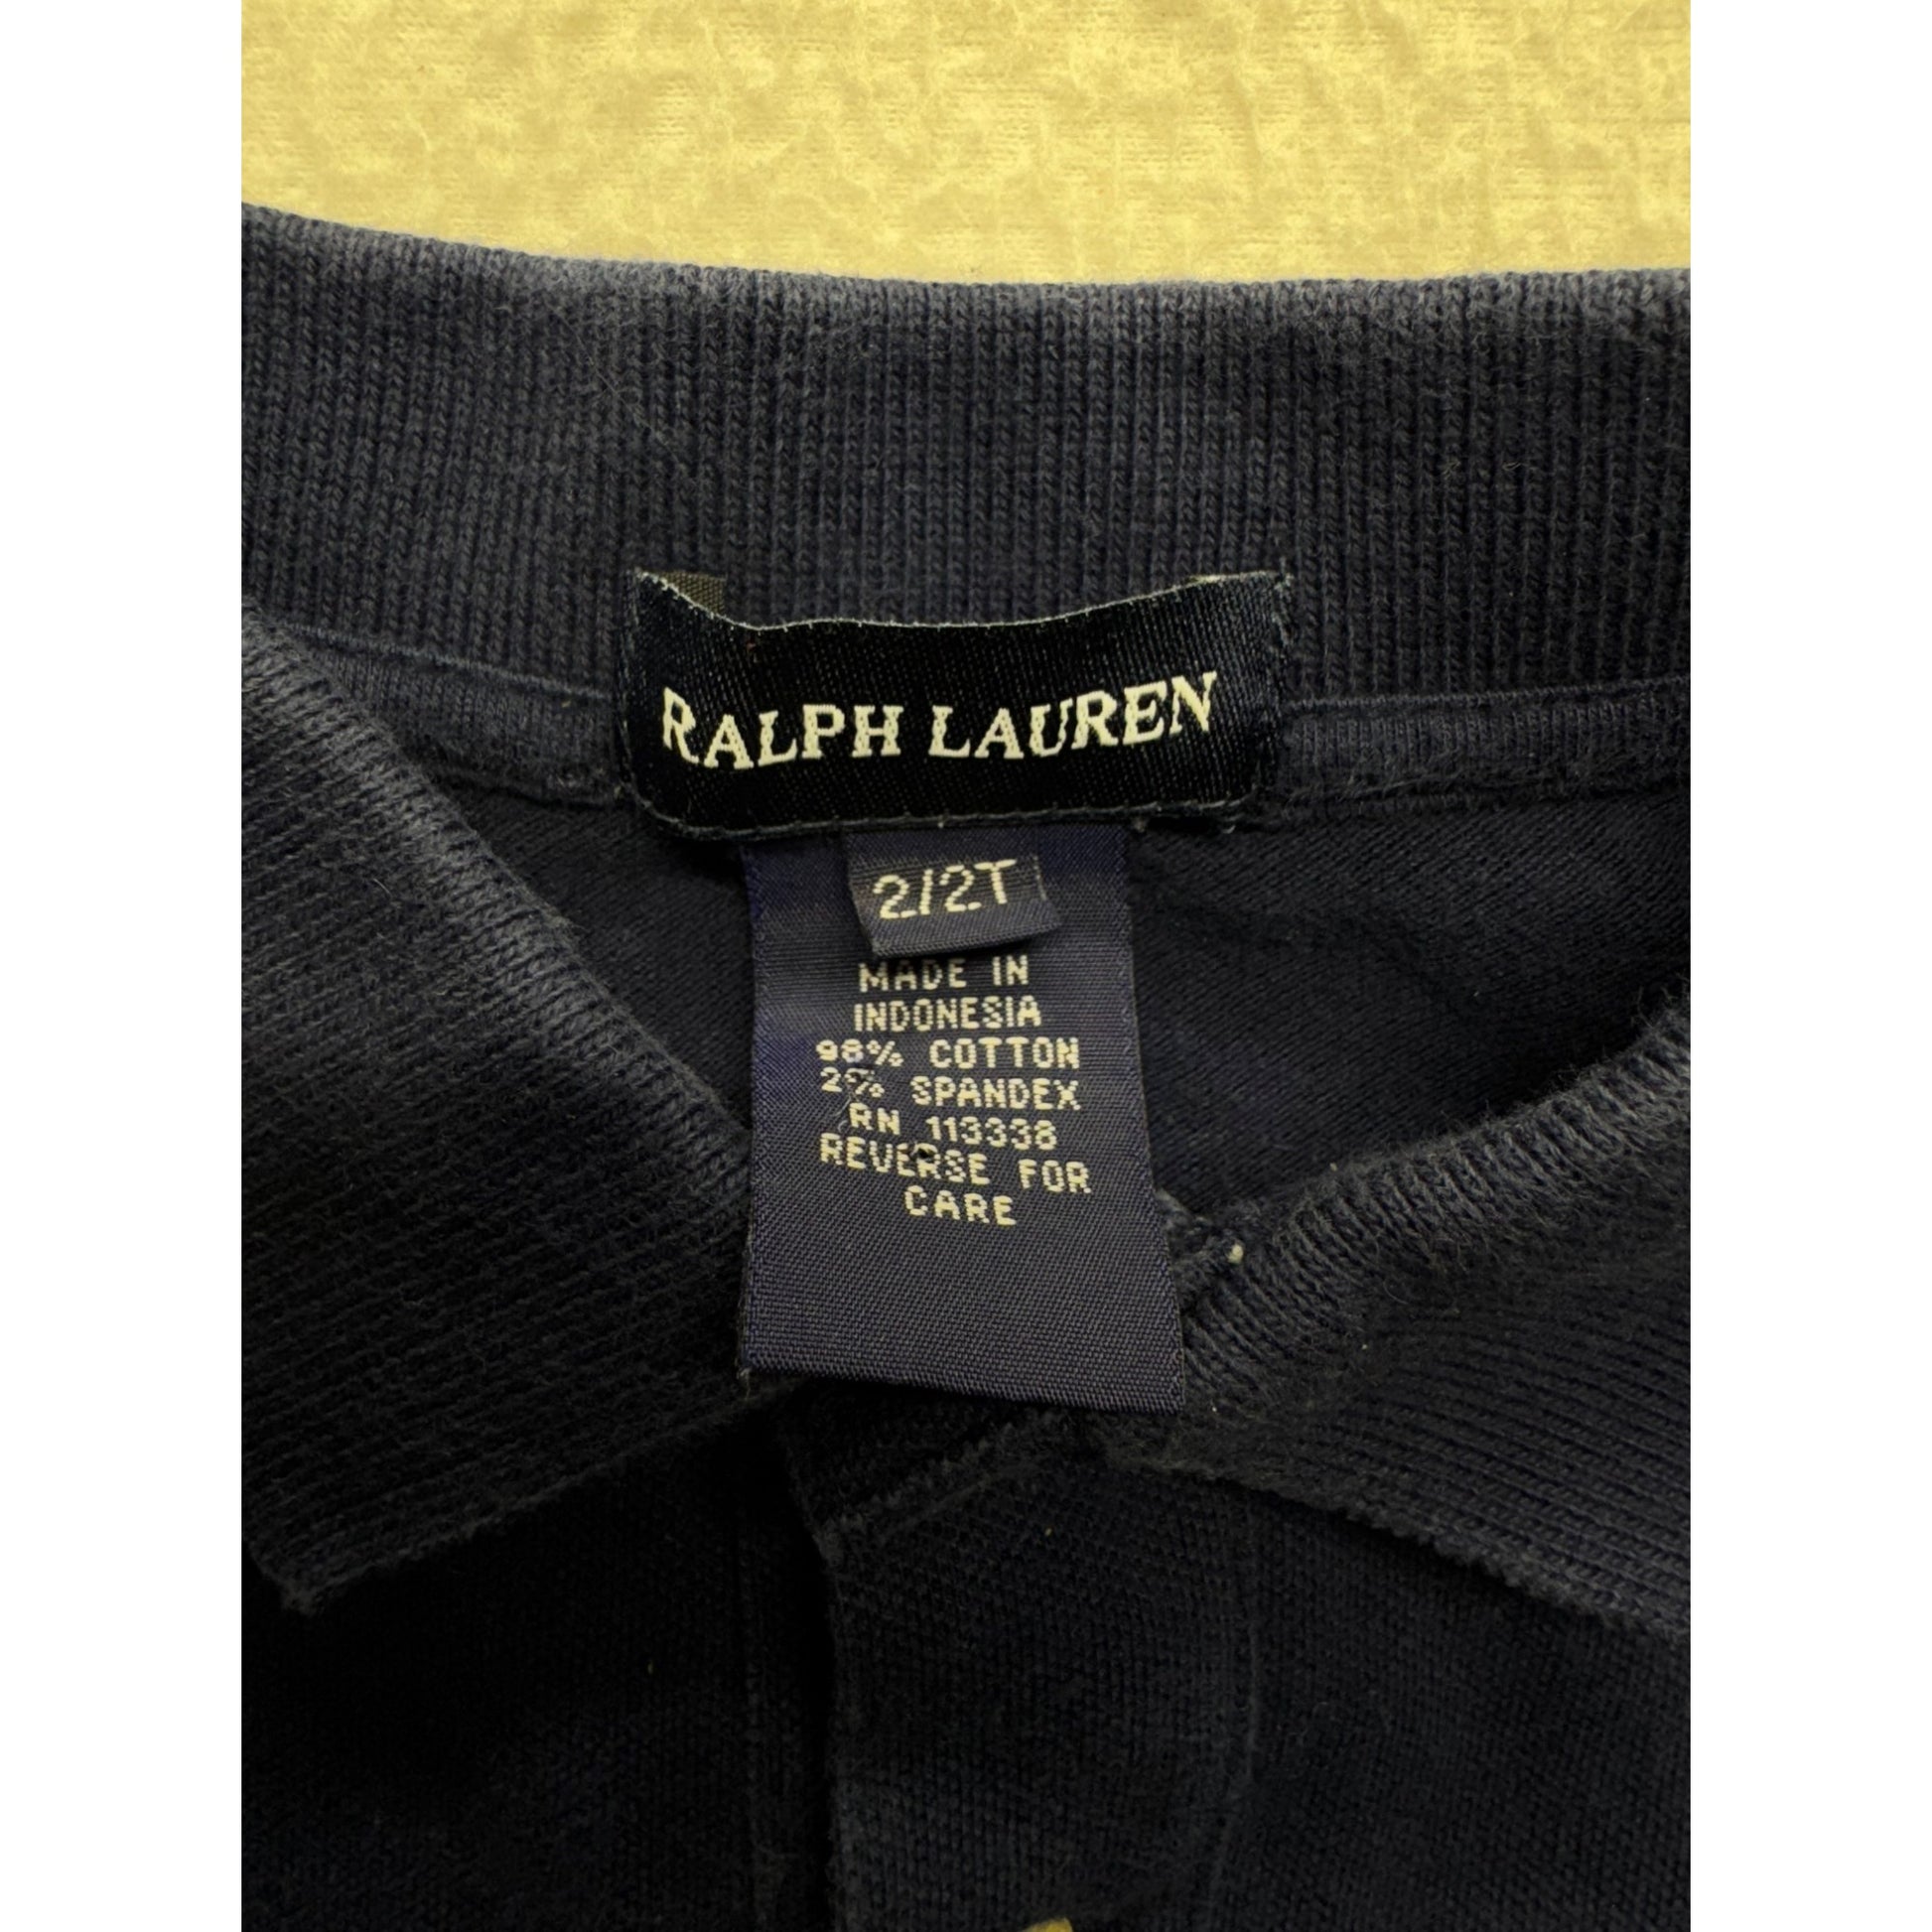 RALPH LAUREN
2/2T
MADE IN
INDONESIA
98% COTTON
2% SPANDEX
RN 113338
REVERSE FOR
CARE